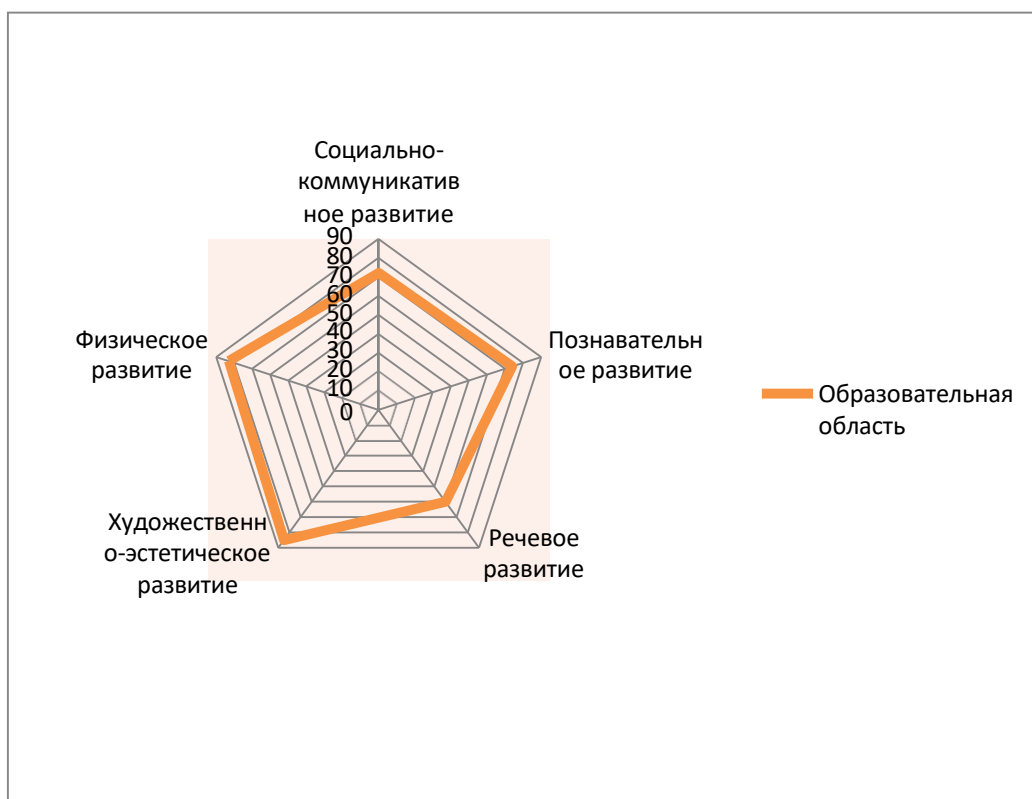 Социально-
коммуникатив
ное развитие
90
80
70
60
50
40
30
20
10
0
Физическое
развитие
Познавательн
ое развитие
Образовательная
область
Художественн
о-эстетическое
развитие
Речевое
развитие